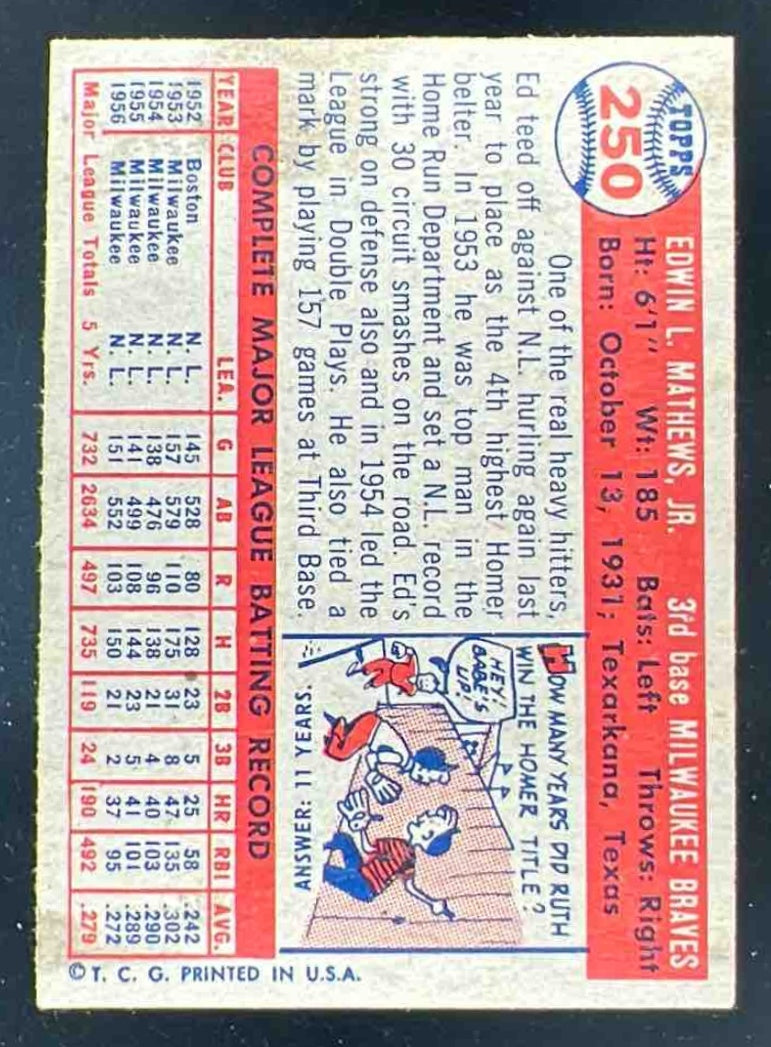 TOPPS
250
EDWIN L. MATHEWS, JR. 3rd base MILWAUKEE BRAVES
Ht: 6'1" Wt: 185 Bats: Left Throws: Right
Born: October 13, 1931; Texarkana, Texas
One of the real heavy hitters,
Ed teed off against N.L. hurling again last
year to place as the 4th highest Homer
belter. In 1953 he was top man in the
Home Run Department and set a N.L. record
with 30 circuit smashes on the road. Ed's
strong on defense also and in 1954 led the
League in Double Plays. He also tied a
mark by playing 157 games at Third Base.
HOW MANY YEARS DID RUTH
WIN THE HOMER TITLE?
HEY!
BABE'S
UP!
ANSWER: 11 YEARS.
COMPLETE MAJOR LEAGUE BATTING RECORD
YEAR CLUB LEA. G AB R H 2B 3B HR RBI AVG.
1952 Boston N. L. 145 528 80 128 23 5 25 58 .242
1953 Milwaukee N. L. 157 579 110 175 31 8 47 135 .302
1954 Milwaukee N. L. 138 476 96 138 21 4 40 103 .290
1955 Milwaukee N. L. 141 499 108 144 23 5 41 101 .289
1956 Milwaukee N. L. 151 552 103 150 21 2 37 95 .272
Major League Totals 5 Yrs. 732 2634 497 735 119 24 190 492 .279
© T. C. G. PRINTED IN U.S.A.